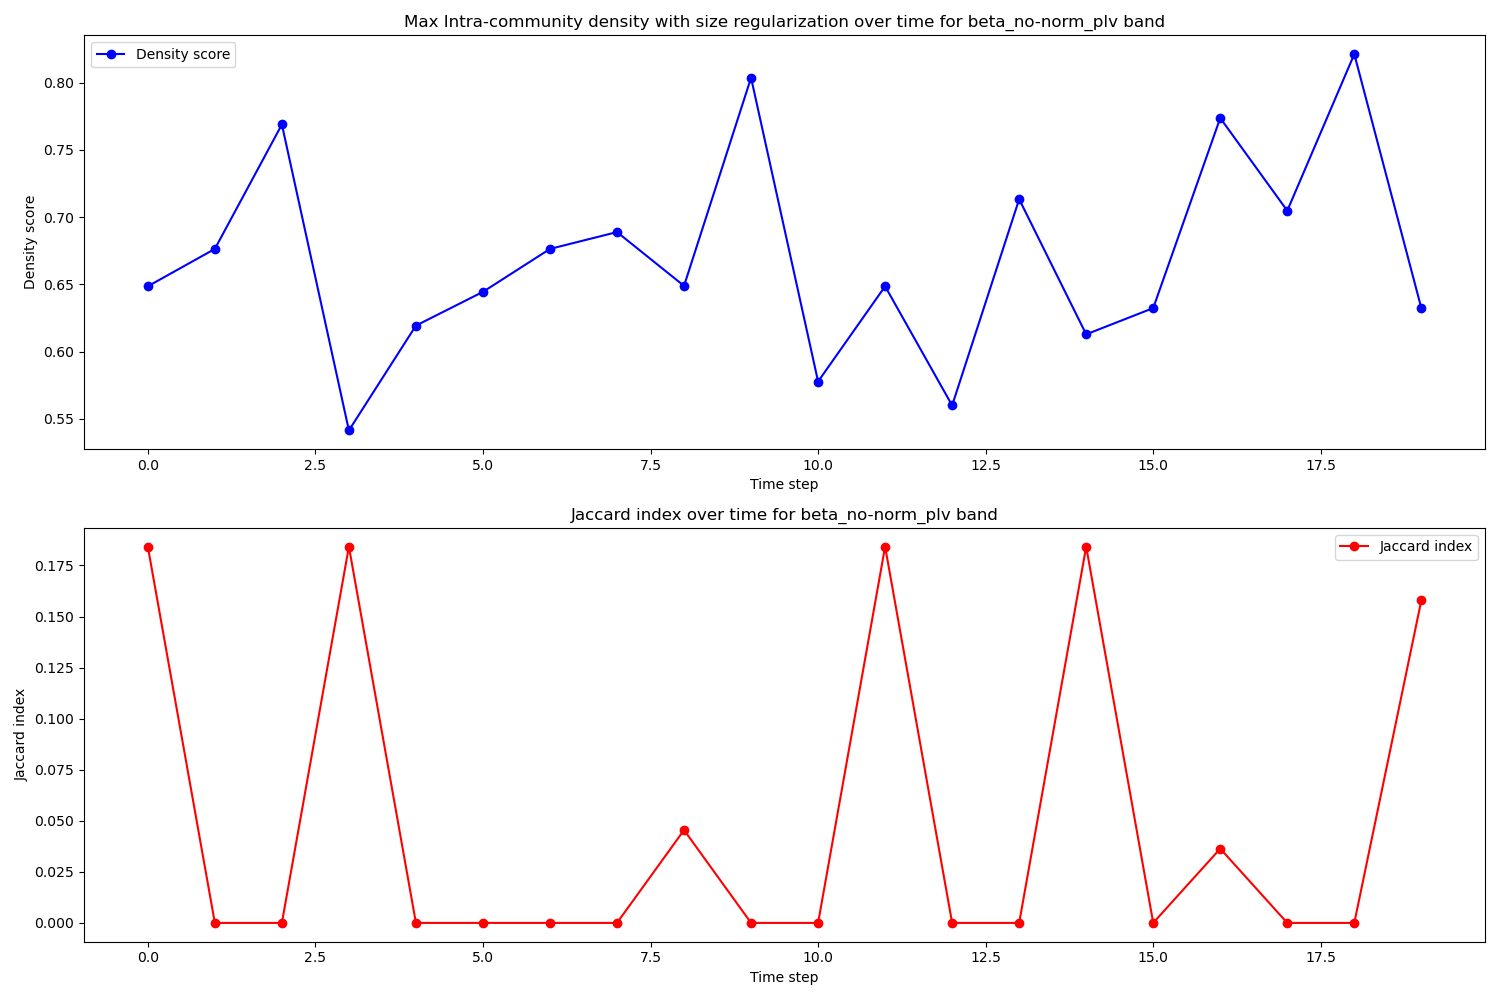 Max Intra-community density with size regularization over time for beta_no-norm_plv band
Density score
0.80
0.75
0.70
0.65
0.60
0.55
Density score
0.0 2.5 5.0 7.5 10.0 12.5 15.0 17.5
Time step
Jaccard index over time for beta_no-norm_plv band
Jaccard index
0.175
0.150
0.125
0.100
0.075
0.050
0.025
0.000
Jaccard index
0.0 2.5 5.0 7.5 10.0 12.5 15.0 17.5
Time step